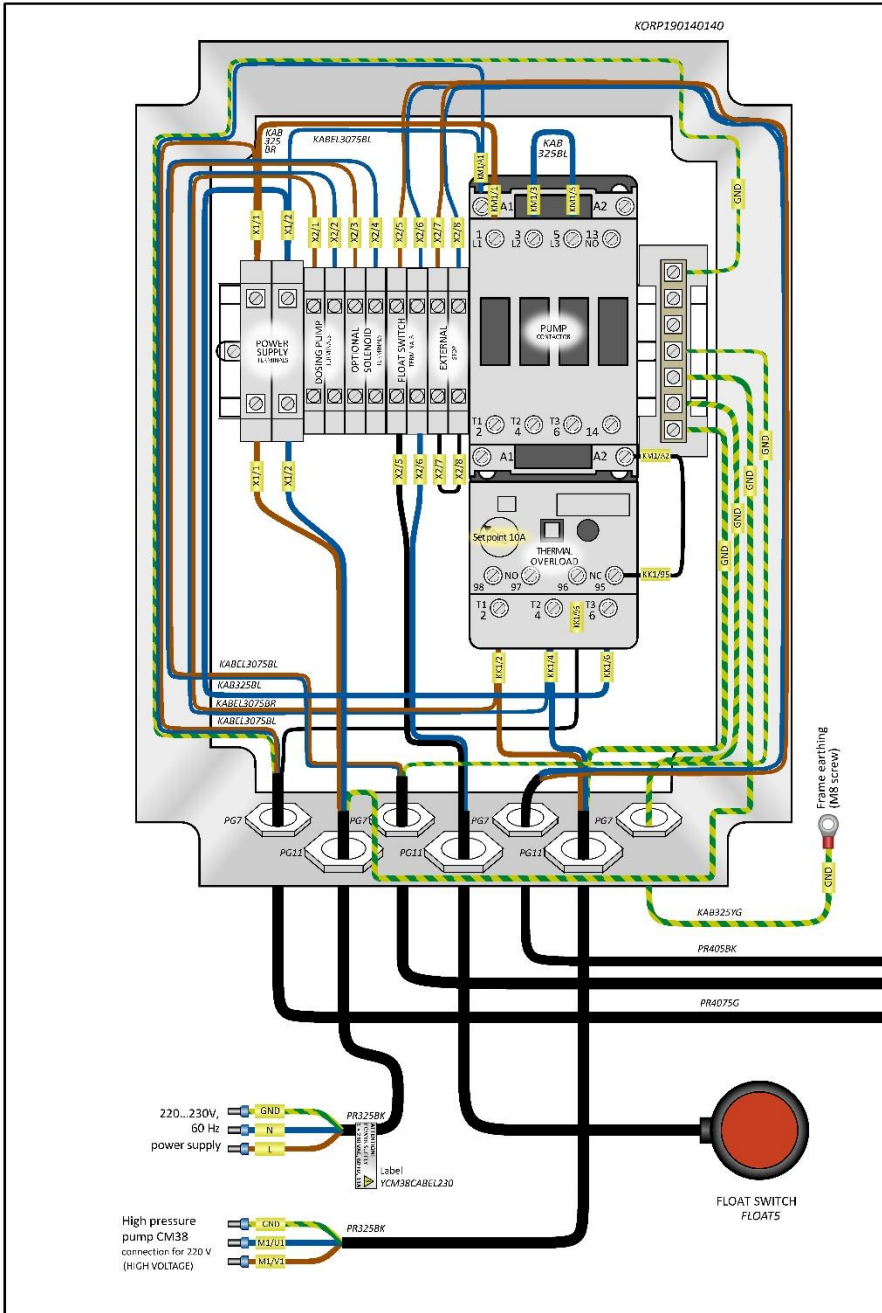 KORP190140140
KAB
325
BR
KABEL3075BL
KAB
325BL
KM1/A1
KM1/1
KM1/3
KM1/5
GND
A1
A2
X1/1
X1/2
X2/1
X2/2
X2/3
X2/4
X2/5
X2/6
X2/7
X2/8
1
L1
3
L2
5
L3
13
NO
POWER
SUPPLY
TERMINALS
DOSING PUMP
TERMINALS
OPTIONAL
SOLENOID
TERMINALS
FLOAT SWITCH
TERMINALS
EXTERNAL
STOP
PUMP
CONTACTOR
T1
2
T2
4
T3
6
14
A1
A2
KM1/A2
X1/1
X1/2
X2/5
X2/6
X2/7
X2/8
GND
GND
GND
GND
Set point 10A
THERMAL
OVERLOAD
98
NO
97
96
NC
95
KK1/95
T1
2
T2
4
KK1/96
T3
6
KK1/2
KK1/4
KK1/6
KABEL3075BL
KAB325BL
KABEL3075BR
KABEL3075BL
Frame earthing
(M8 screw)
GND
PG7
PG7
PG7
PG7
PG11
PG11
PG11
KAB325YG
PR405BK
PR4075G
220...230V,
60 Hz
power supply
GND
N
L
PR325BK
Label
YCM38CABEL230
High pressure
pump CM38
connection for 220 V
(HIGH VOLTAGE)
GND
M1/U1
M1/V1
PR325BK
FLOAT SWITCH
FLOAT5